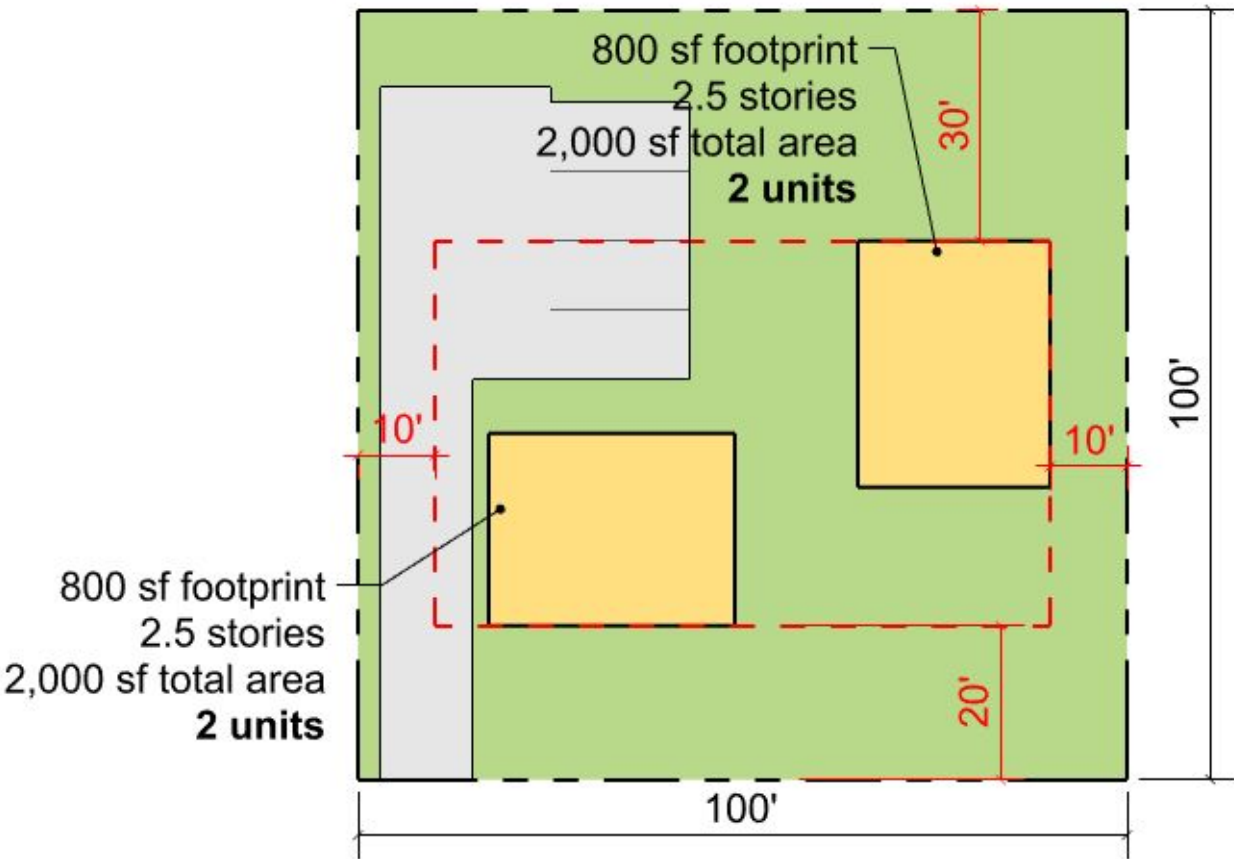 800 sf footprint
2.5 stories
2,000 sf total area
2 units
30'
100'
10'
10'
800 sf footprint
2.5 stories
2,000 sf total area
2 units
20'
100'